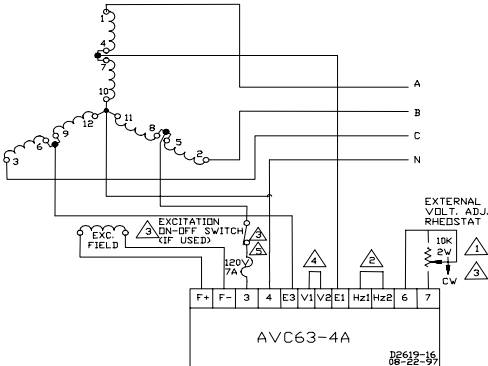 1
4
7
10
A
12
11
B
9
8
6
5
C
3
2
N
EXCITATION
3 ON-OFF SWITCH 3
(IF USED)
5
EXC.
FIELD
120V
7A
4
2
EXTERNAL
VOLT. ADJ.
RHEOSTAT
10K
2W
1
CW
3
F+ F- 3 4 E3 V1 V2 E1 Hz1 Hz2 6 7
AVC63-4A
D2619-16
08-22-97